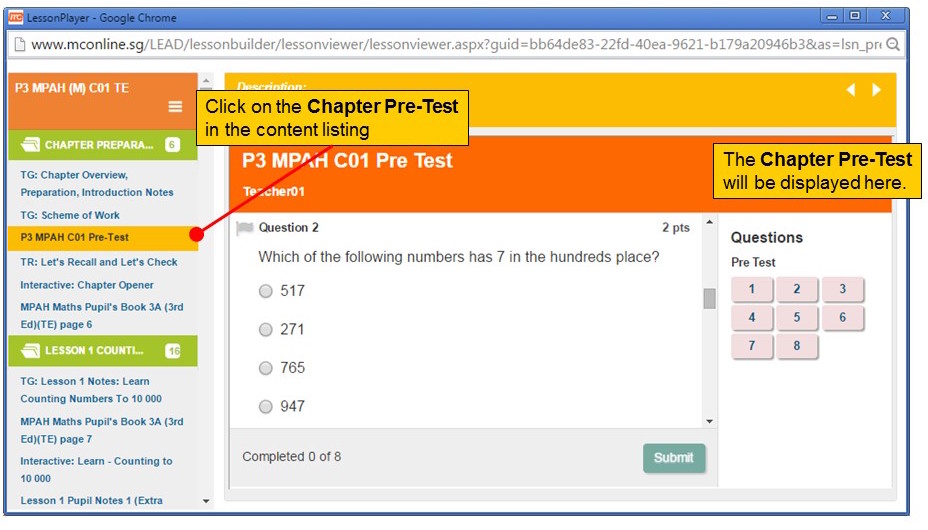 LessonPlayer - Google Chrome
www.mconline.sg/LEAD/lessonbuilder/lessonviewer/lessonviewer.aspx?guid=bb64de83-22fd-40ea-9621-b179a20946b3&as=lsn_pr
P3 MPAH (M) C01 TE
CHAPTER PREPARA... 6
TG: Chapter Overview,
Preparation, Introduction Notes
TG: Scheme of Work
P3 MPAH C01 Pre-Test
TR: Let's Recall and Let's Check
Interactive: Chapter Opener
MPAH Maths Pupil's Book 3A (3rd
Ed)(TE) page 6
LESSON 1 COUNTI... 16
TG: Lesson 1 Notes: Learn
Counting Numbers To 10 000
MPAH Maths Pupil's Book 3A (3rd
Ed)(TE) page 7
Interactive: Learn - Counting to
10 000
Lesson 1 Pupil Notes 1 (Extra
Description:
Click on the Chapter Pre-Test
in the content listing
P3 MPAH C01 Pre Test
Teacher01
The Chapter Pre-Test
will be displayed here.
Question 2 2 pts
Which of the following numbers has 7 in the hundreds place?
517
271
765
947
Completed 0 of 8
Submit
Questions
Pre Test
1 2 3
4 5 6
7 8